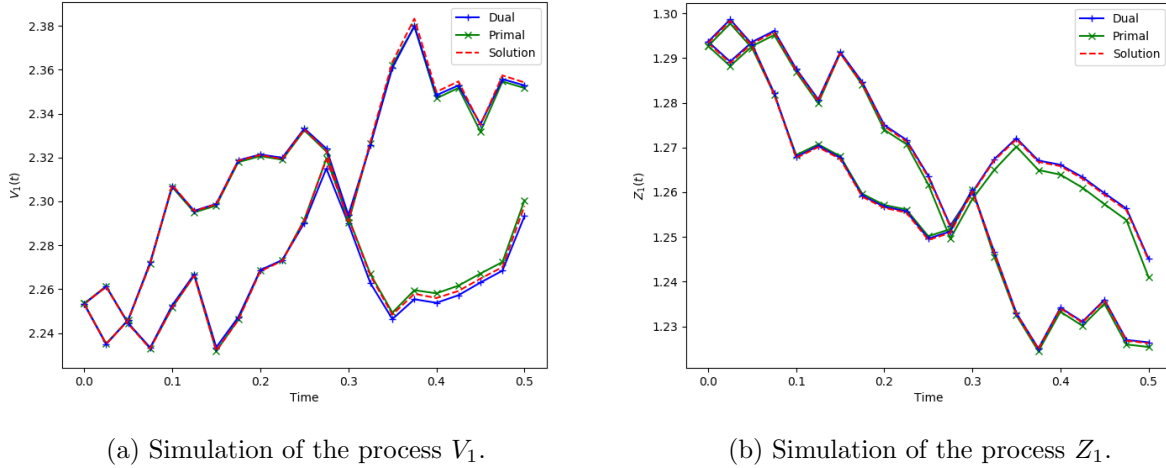 2.38
2.36
2.34
2.32
2.30
2.28
2.26
2.24
V₁(t)
0.0 0.1 0.2 0.3 0.4 0.5
Time
Dual
Primal
Solution
1.30
1.29
1.28
1.27
1.26
1.25
1.24
1.23
Z₁(t)
0.0 0.1 0.2 0.3 0.4 0.5
Time
Dual
Primal
Solution
(a) Simulation of the process V₁.
(b) Simulation of the process Z₁.